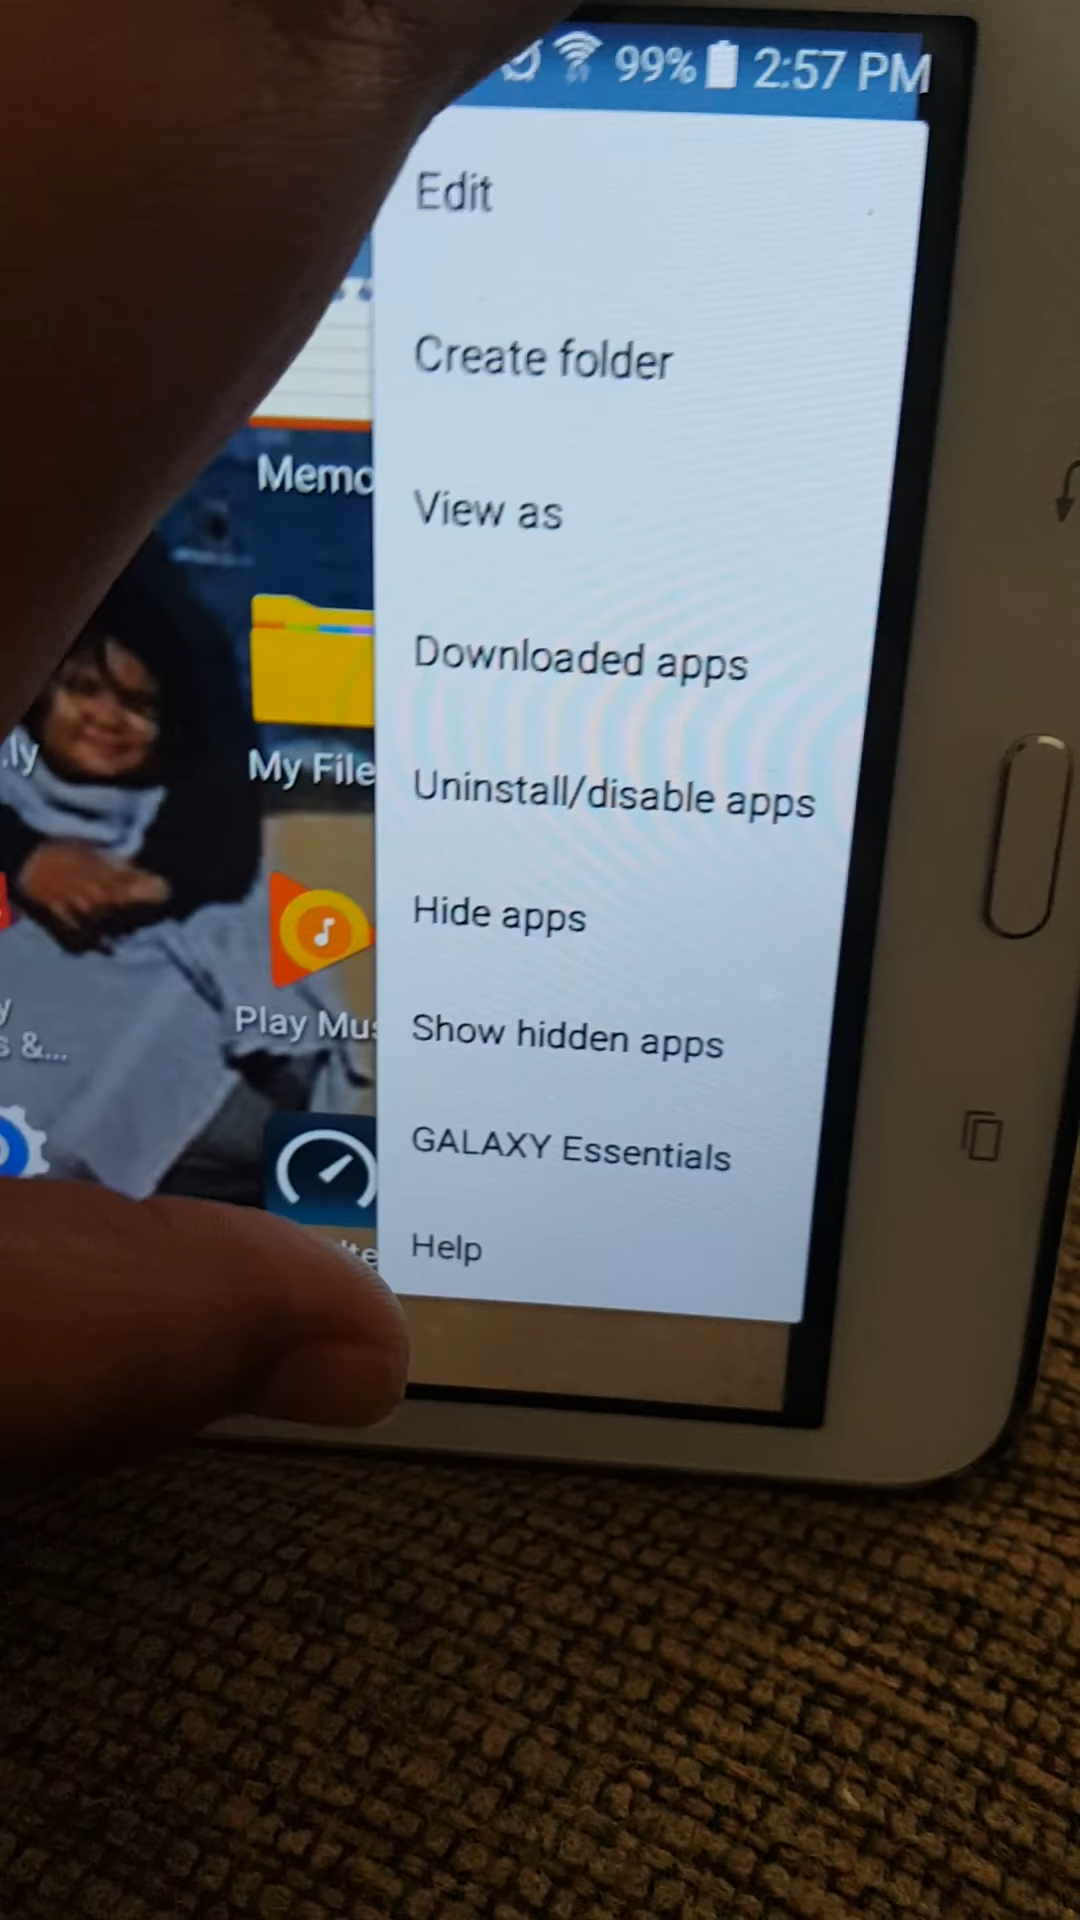 99% 2:57 PM
Edit
Create folder
Memo
View as
Downloaded apps
ly
My File
Uninstall/disable apps
Hide apps
Play Mus
Show hidden apps
y
s &...
GALAXY Essentials
Help